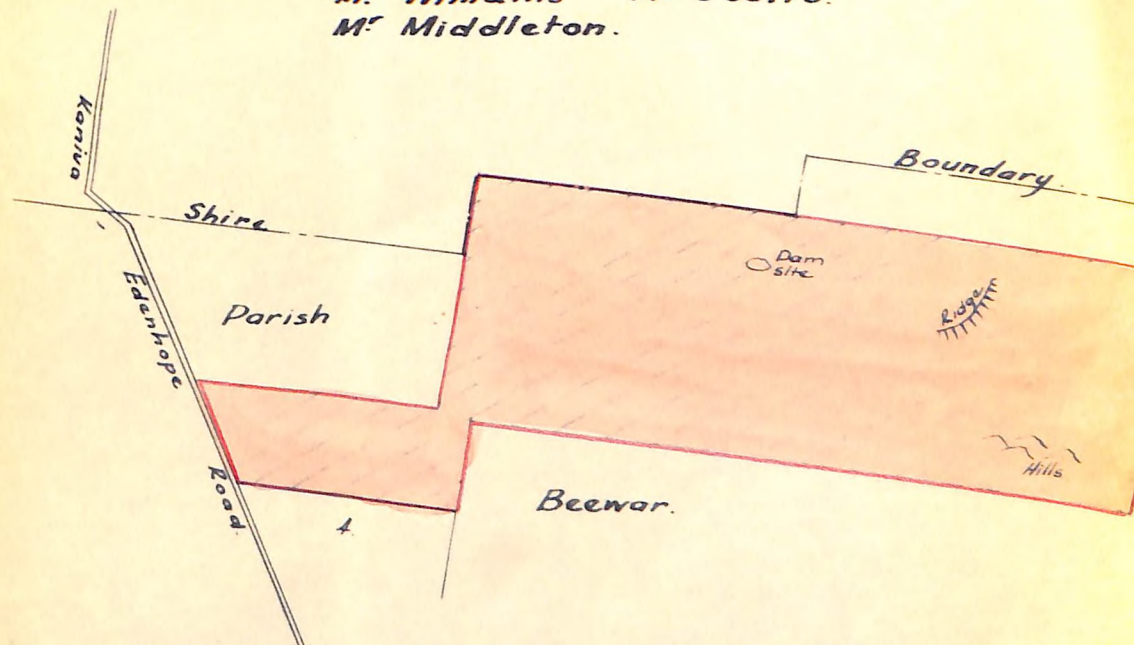 Mr Middleton.
Kaniva
Boundary.
Shire
Dam
site
Edenhope
Parish
Ridge
Road
4.
Beewar.
Hills